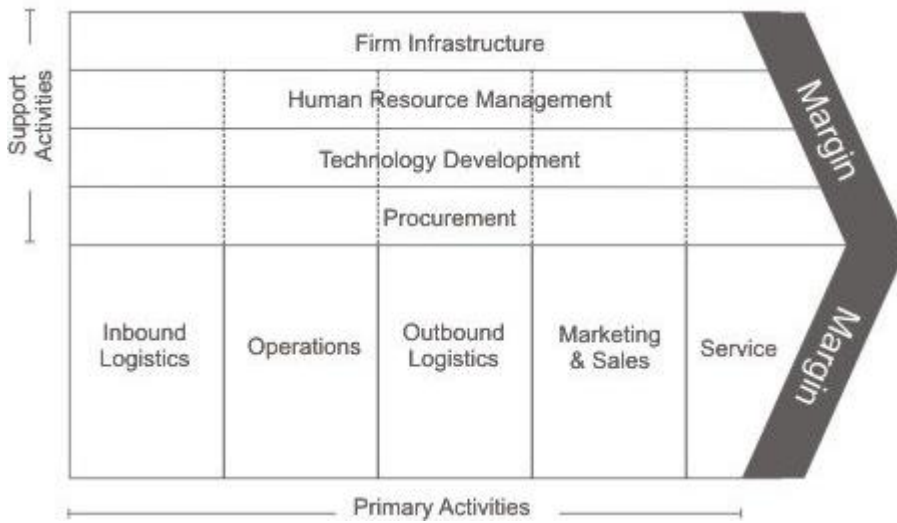 Support
Activities
Firm Infrastructure
Human Resource Management
Technology Development
Procurement
Margin
Inbound
Logistics
Operations
Outbound
Logistics
Marketing
& Sales
Service
Margin
Primary Activities